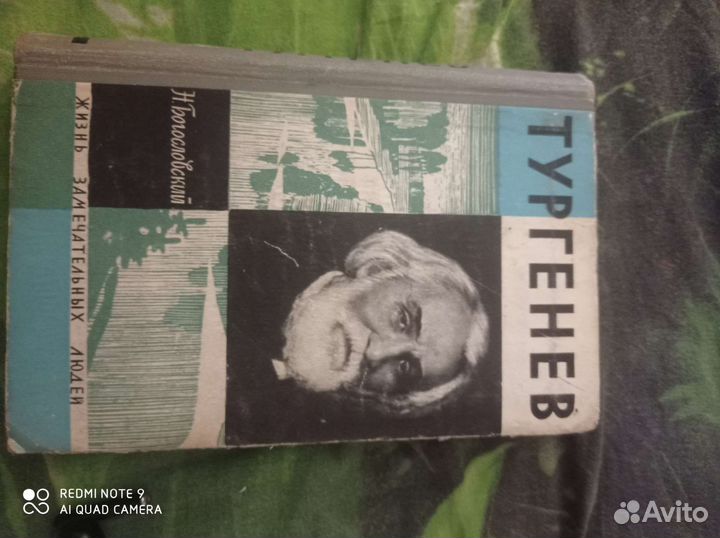 ТУРГЕНЕВ
Н. Богословский
ЖИЗНЬ ЗАМЕЧАТЕЛЬНЫХ ЛЮДЕЙ
REDMI NOTE 9
AI QUAD CAMERA
Avito